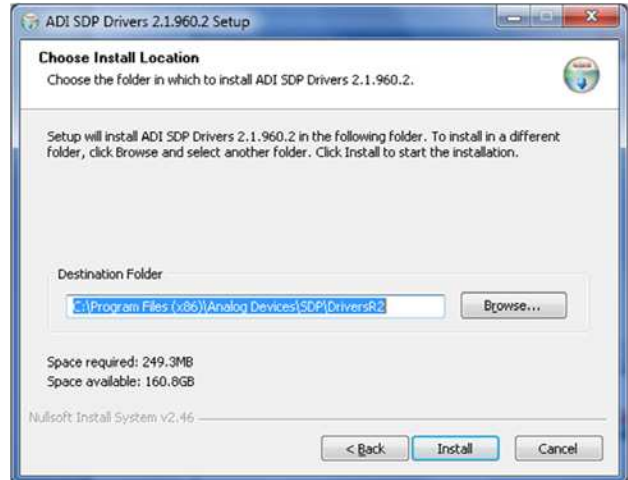 ADI SDP Drivers 2.1.960.2 Setup
Choose Install Location
Choose the folder in which to install ADI SDP Drivers 2.1.960.2.
Setup will install ADI SDP Drivers 2.1.960.2 in the following folder. To install in a different
folder, click Browse and select another folder. Click Install to start the installation.
Destination Folder
C:\Program Files (x86)\Analog Devices\SDP\DriversR2
Browse...
Space required: 249.3MB
Space available: 160.8GB
Nullsoft Install System v2.46
< Back Install Cancel